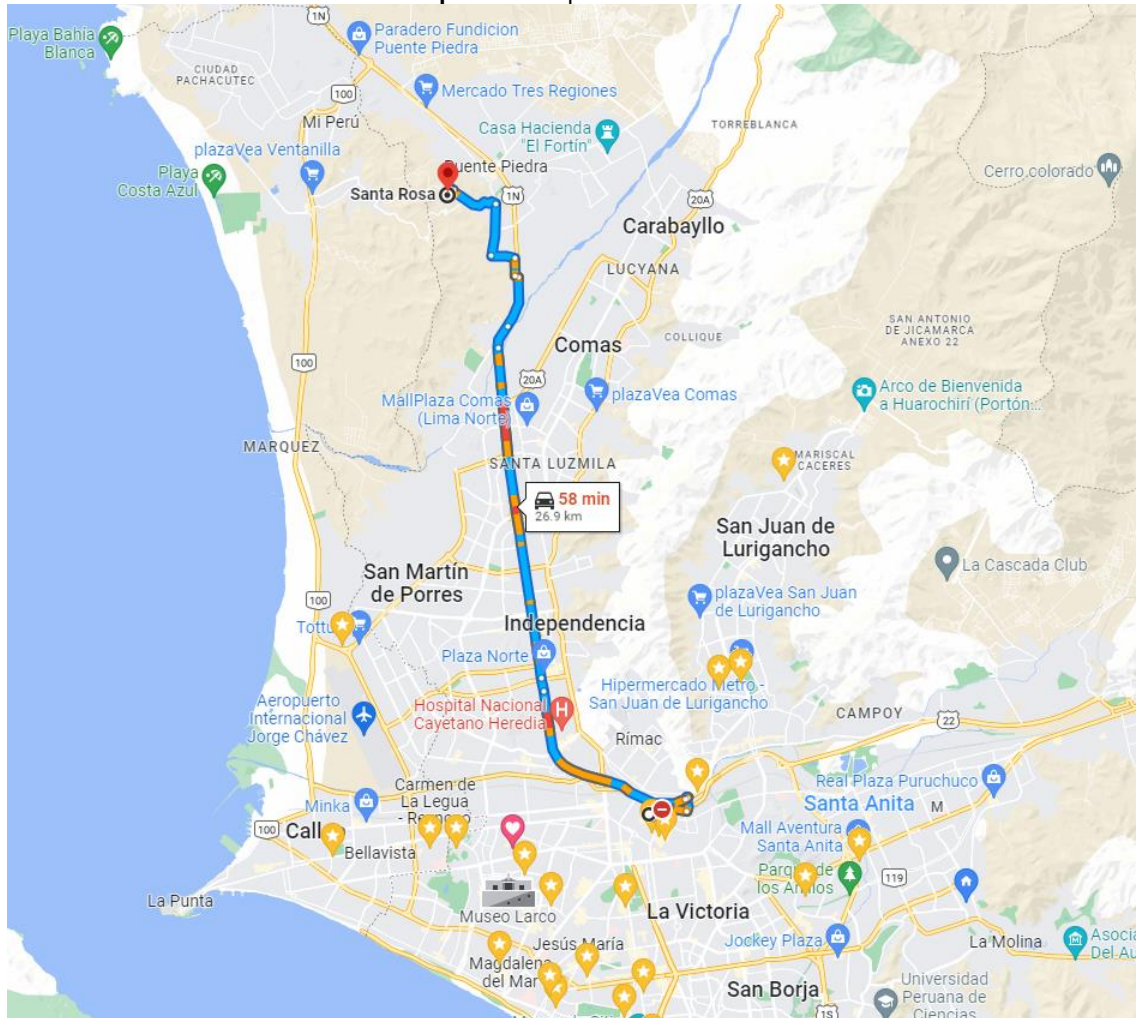 1N
Playa Bahía
Blanca
Paradero Fundicion
Puente Piedra
CIUDAD
PACHACUTEC
100
Mercado Tres Regiones
Mi Perú
Casa Hacienda
"El Fortín"
TORREBLANCA
plazaVea Ventanilla
Puente Piedra
Playa
Costa Azul
Cerro colorado
Santa Rosa
1N
20A
Carabayllo
LUCYANA
SAN ANTONIO
DE JICAMARCA
ANEXO 22
COLLIQUE
Comas
100
20A
MallPlaza Comas
(Lima Norte)
plazaVea Comas
Arco de Bienvenida
a Huarochirí (Portón...
MARQUEZ
SANTA LUZMILA
MARISCAL
CACERES
58 min
26.9 km
San Juan de
Lurigancho
La Cascada Club
San Martín
de Porres
100
plazaVea San Juan
de Lurigancho
Independencia
Plaza Norte
Aeropuerto
Internacional
Jorge Chávez
Hospital Nacional
Cayetano Heredia
H
Hipermercado Metro -
San Juan de Lurigancho
CAMPOY
22
Rímac
Real Plaza Puruchuco
Carmen de
La Legua
Minka
Santa Anita
M
100
Mall Aventura
Santa Anita
Bellavista
119
La Punta
Museo Larco
La Victoria
Jesús María
Jockey Plaza
La Molina
Magdalena
del Mar
San Borja
Universidad
Peruana de
Ciencias
1S